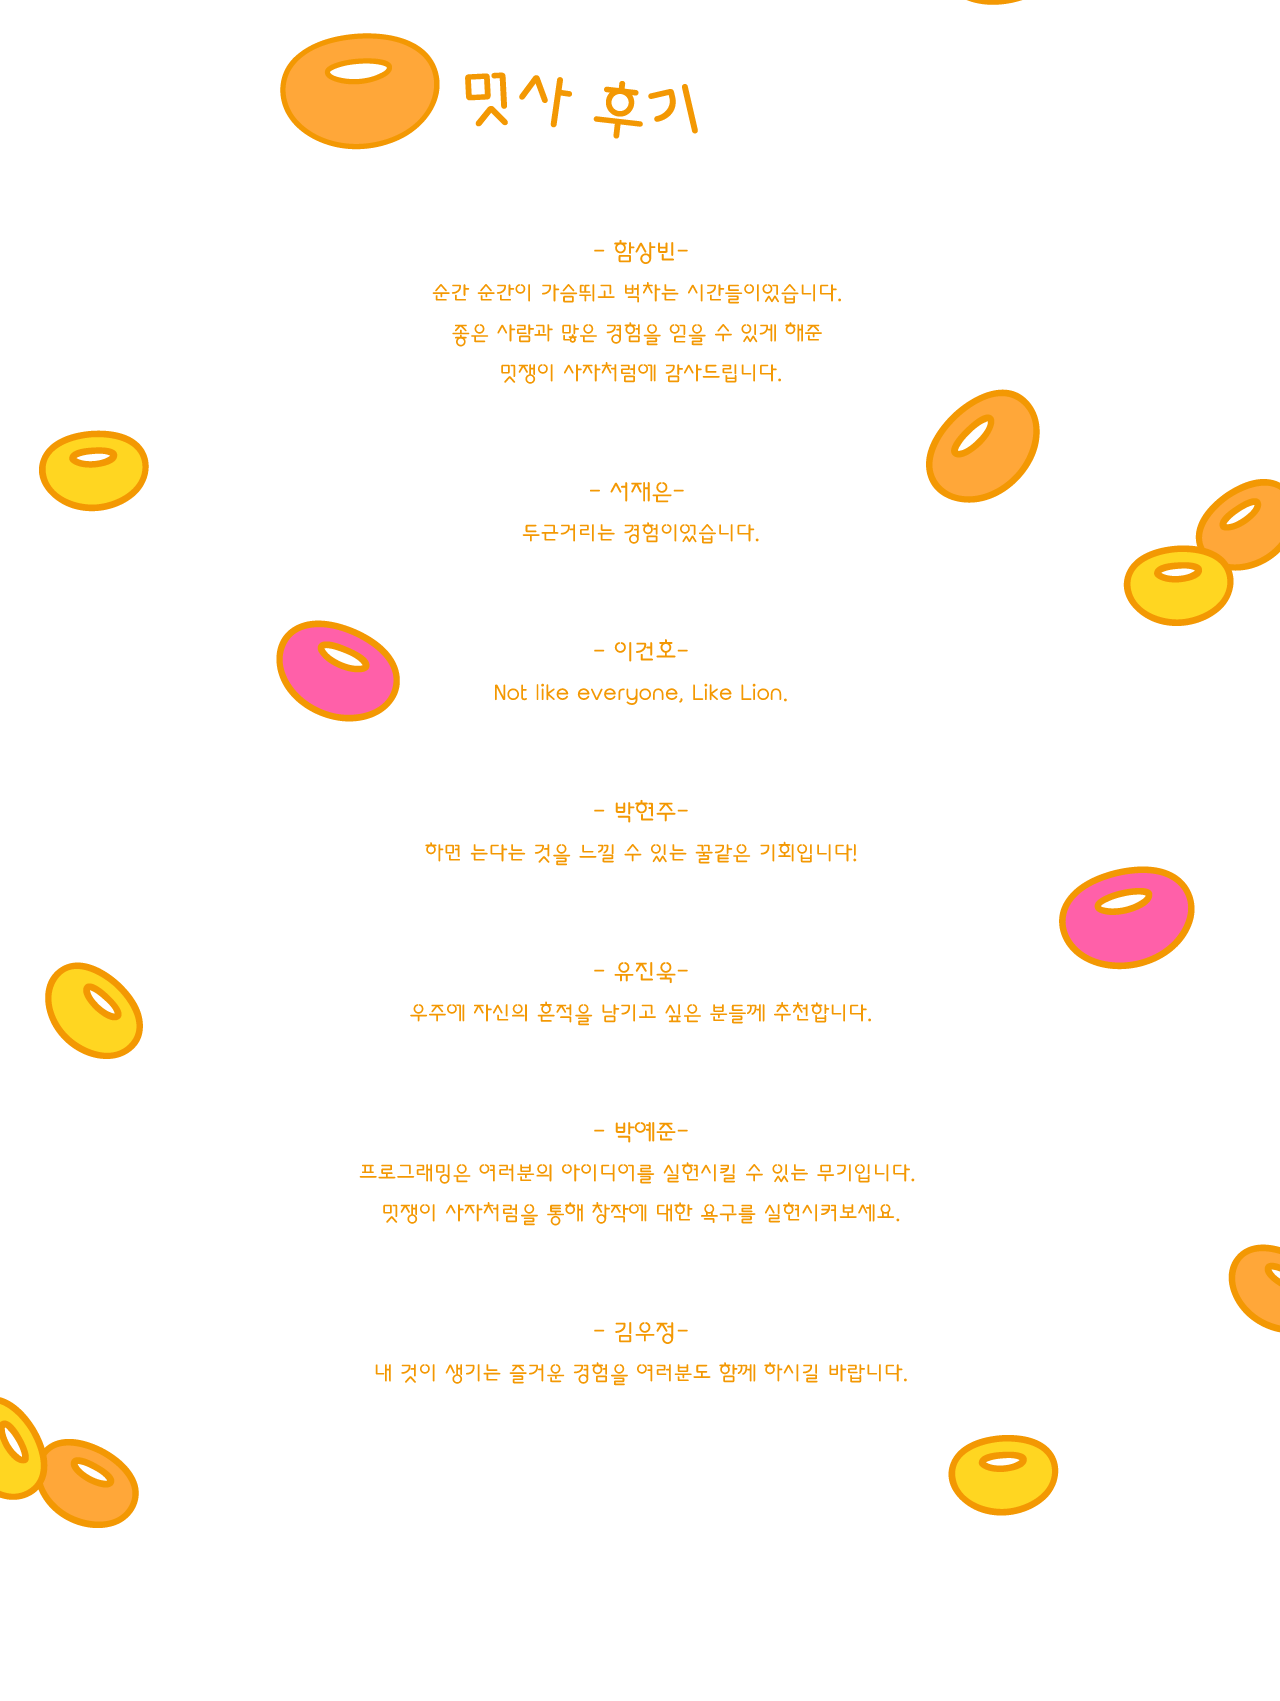 멋사 후기
- 함상빈-
순간 순간이 가슴뛰고 벅차는 시간들이었습니다.
좋은 사람과 많은 경험을 얻을 수 있게 해준
멋쟁이 사자처럼에 감사드립니다.
- 서재은-
두근거리는 경험이었습니다.
- 이건호-
Not like everyone, Like Lion.
- 박현주-
하면 는다는 것을 느낄 수 있는 꿀같은 기회입니다!
- 유진욱-
우주에 자신의 흔적을 남기고 싶은 분들께 추천합니다.
- 박예준-
프로그래밍은 여러분의 아이디어를 실현시킬 수 있는 무기입니다.
멋쟁이 사자처럼을 통해 창작에 대한 욕구를 실현시켜보세요.
- 김우정-
내 것이 생기는 즐거운 경험을 여러분도 함께 하시길 바랍니다.